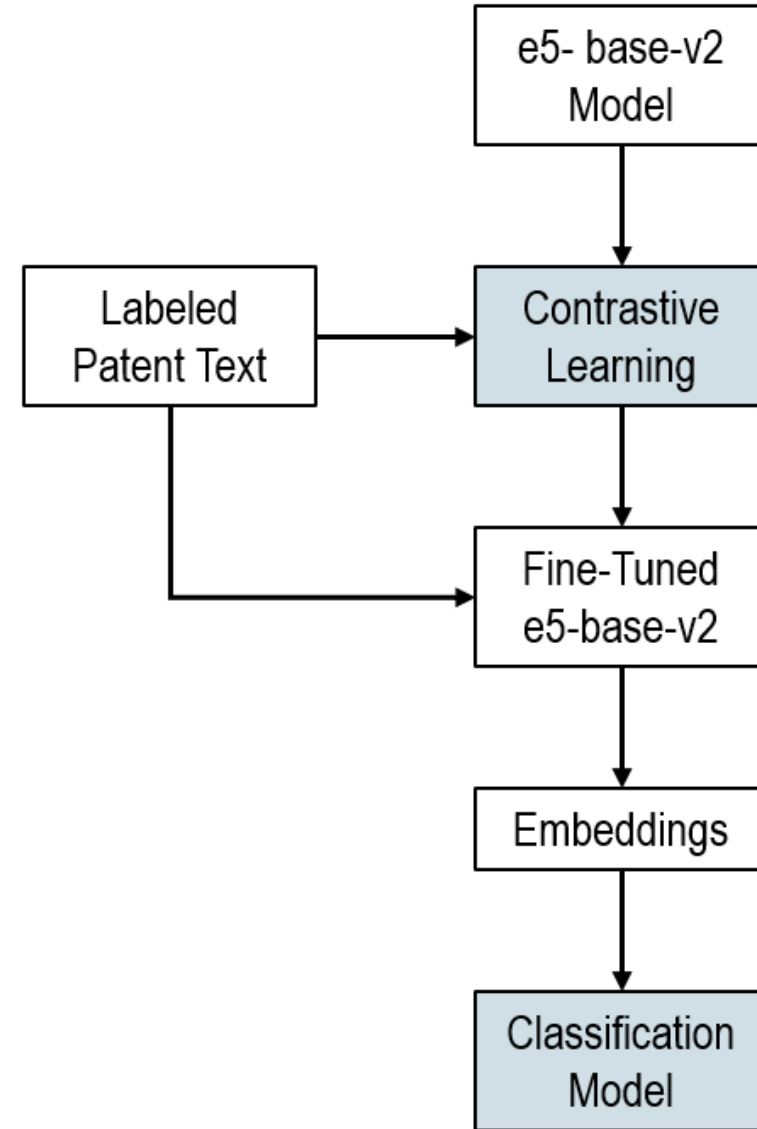 e5- base-v2
Model
Labeled
Patent Text
Contrastive
Learning
Fine-Tuned
e5-base-v2
Embeddings
Classification
Model